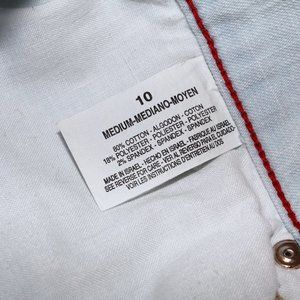 10
MEDIUM-MEDIANO-MOYEN
80% COTTON - ALGODON - COTON
18% POLYESTER - POLIESTER - POLYESTER
2% SPANDEX - SPANDEX - SPANDEX
MADE IN ISRAEL - HECHO EN ISRAEL - FABRIQUE AU ISRAEL
SEE REVERSE FOR CARE - VER AL REVERSO PARA EL CUIDADO-
VOIR LES INSTRUCTIONS D'ENTRETIEN AU DOS